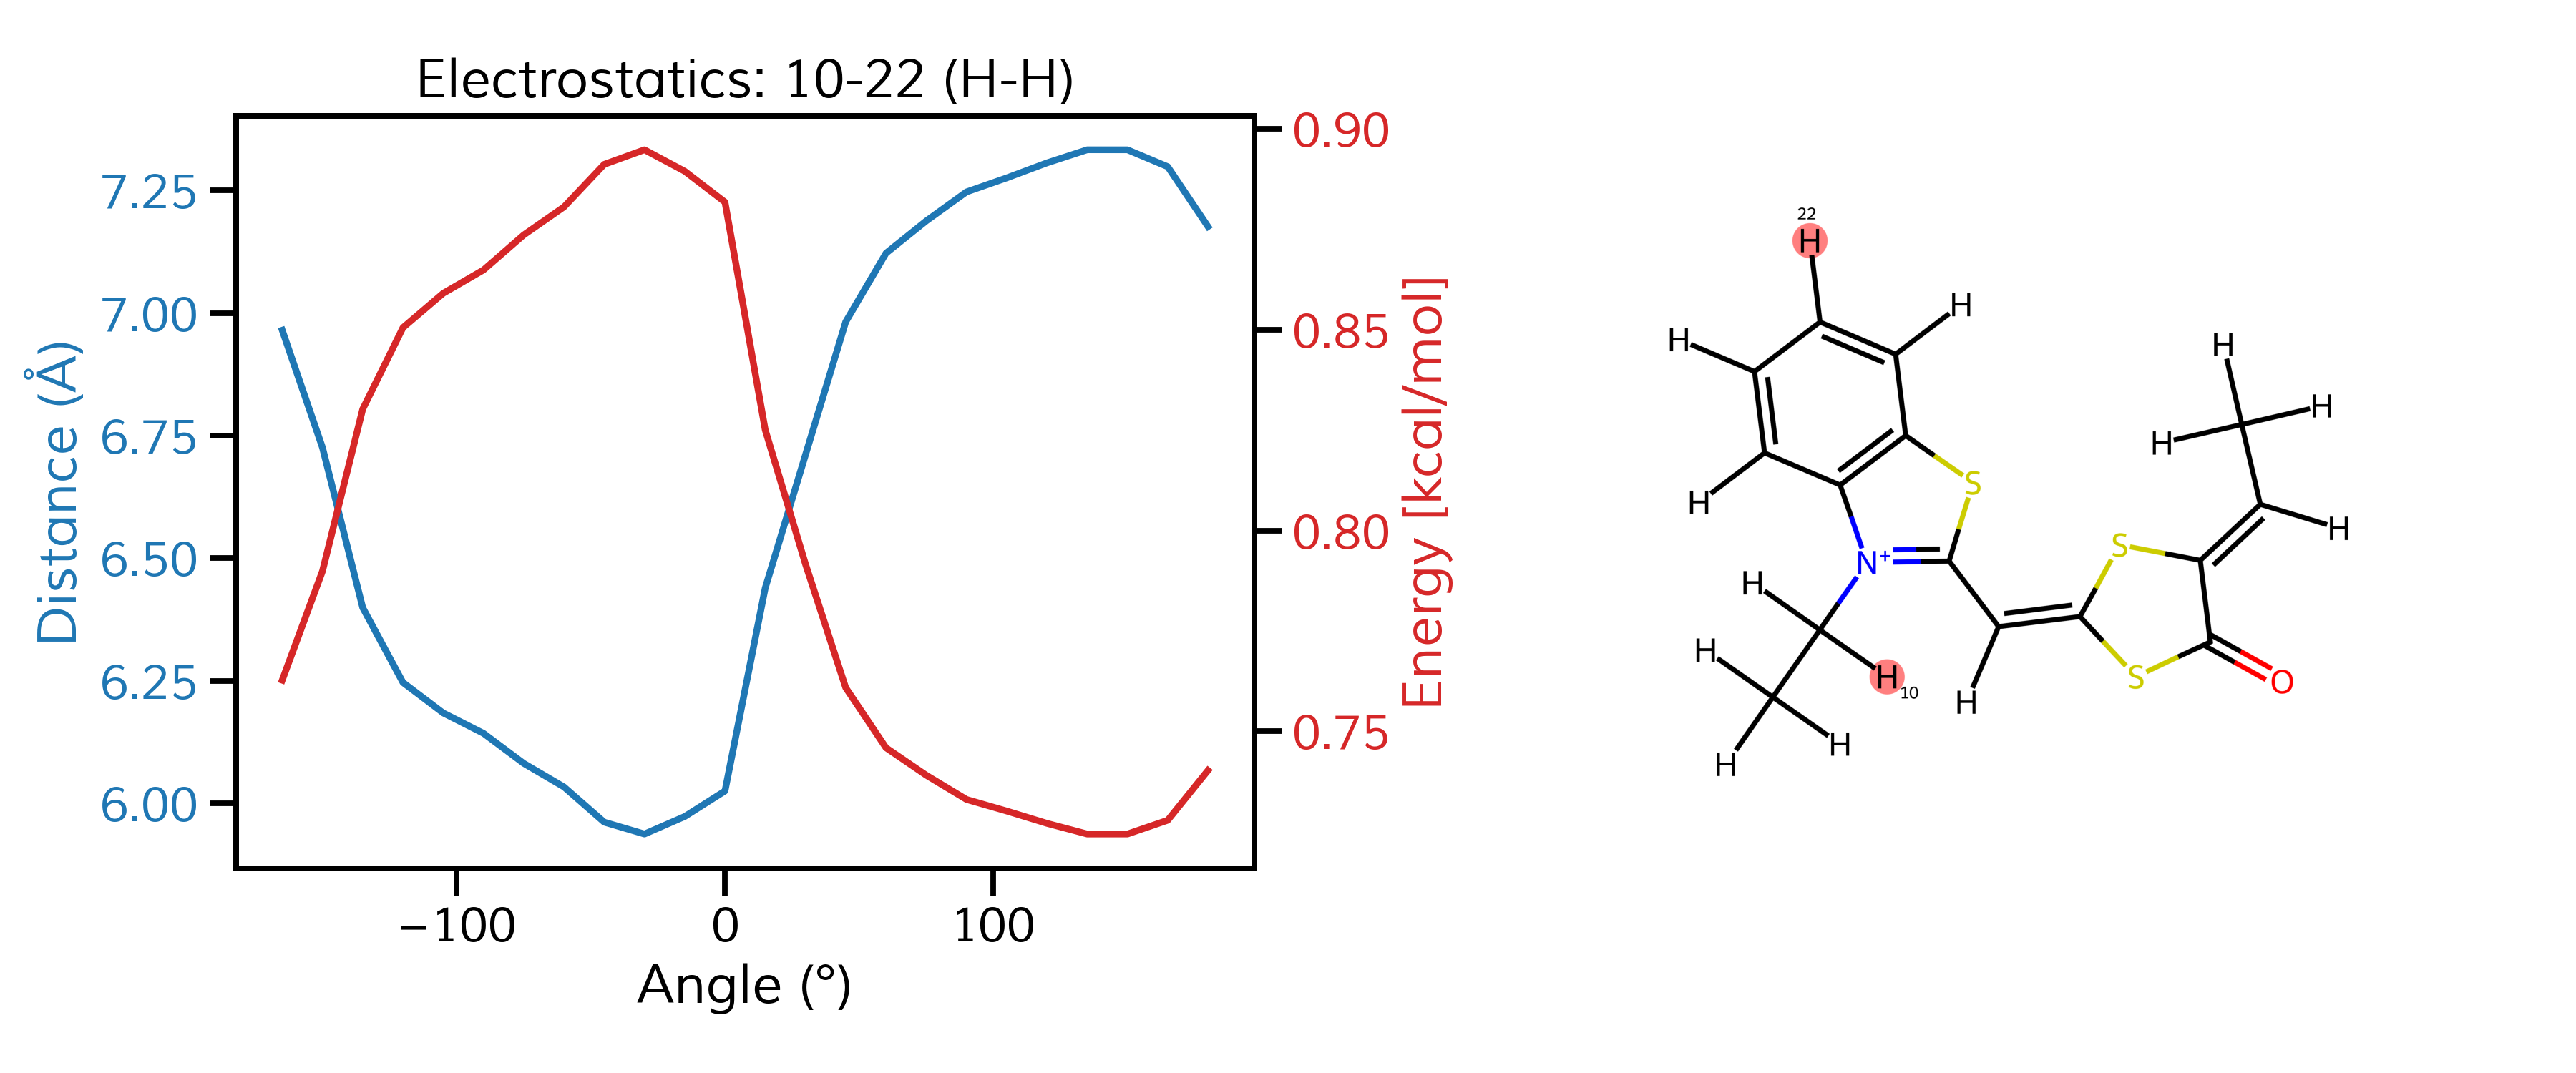 Electrostatics: 10-22 (H-H)
Distance (Å)
7.25
7.00
6.75
6.50
6.25
6.00
−100
0
100
Angle (°)
0.90
0.85
0.80
0.75
Energy [kcal/mol]
22
H
H
H
H
H
H
H
S
H
S
H
N⁺
H
H
H
10
S
O
H
H
H